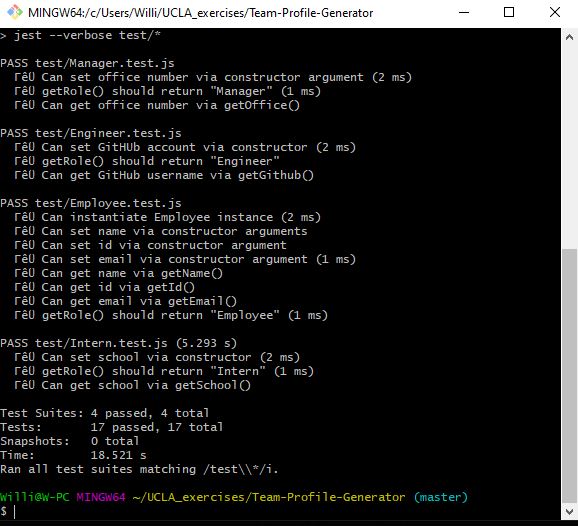 MINGW64:/c/Users/Willi/UCLA_exercises/Team-Profile-Generator
> jest --verbose test/*
PASS test/Manager.test.js
ΓêÜ Can set office number via constructor argument (2 ms)
ΓêÜ getRole() should return "Manager" (1 ms)
ΓêÜ Can get office number via getOffice()
PASS test/Engineer.test.js
ΓêÜ Can set GitHUb account via constructor (2 ms)
ΓêÜ getRole() should return "Engineer"
ΓêÜ Can get GitHub username via getGithub()
PASS test/Employee.test.js
ΓêÜ Can instantiate Employee instance (2 ms)
ΓêÜ Can set name via constructor arguments
ΓêÜ Can set id via constructor argument
ΓêÜ Can set email via constructor argument (1 ms)
ΓêÜ Can get name via getName()
ΓêÜ Can get id via getId()
ΓêÜ Can get email via getEmail()
ΓêÜ getRole() should return "Employee" (1 ms)
PASS test/Intern.test.js (5.293 s)
ΓêÜ Can set school via constructor (2 ms)
ΓêÜ getRole() should return "Intern" (1 ms)
ΓêÜ Can get school via getSchool()
Test Suites: 4 passed, 4 total
Tests:       17 passed, 17 total
Snapshots:   0 total
Time:        18.521 s
Ran all test suites matching /test\\*/i.
Willi@W-PC MINGW64 ~/UCLA_exercises/Team-Profile-Generator (master)
$